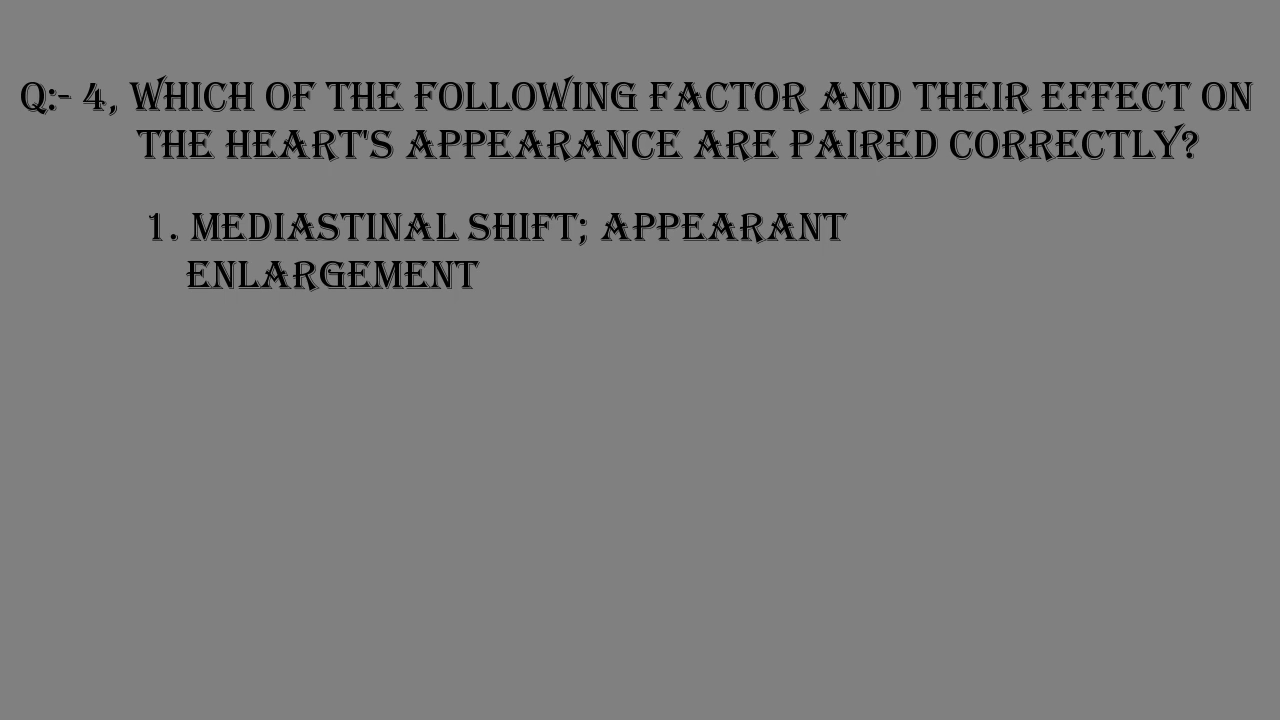 Q:- 4, WHICH OF THE FOLLOWING FACTOR AND THEIR EFFECT ON
THE HEART'S APPEARANCE ARE PAIRED CORRECTLY?
1. MEDIASTINAL SHIFT; APPEARANT
ENLARGEMENT